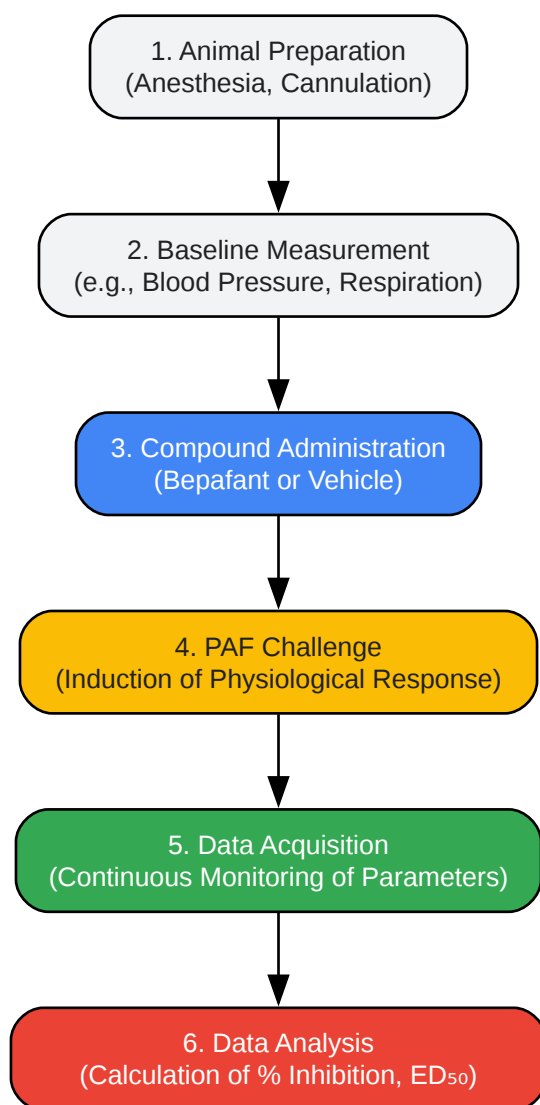 1. Animal Preparation
(Anesthesia, Cannulation)
2. Baseline Measurement
(e.g., Blood Pressure, Respiration)
3. Compound Administration
(Bepafant or Vehicle)
4. PAF Challenge
(Induction of Physiological Response)
5. Data Acquisition
(Continuous Monitoring of Parameters)
6. Data Analysis
(Calculation of % Inhibition, ED₅₀)